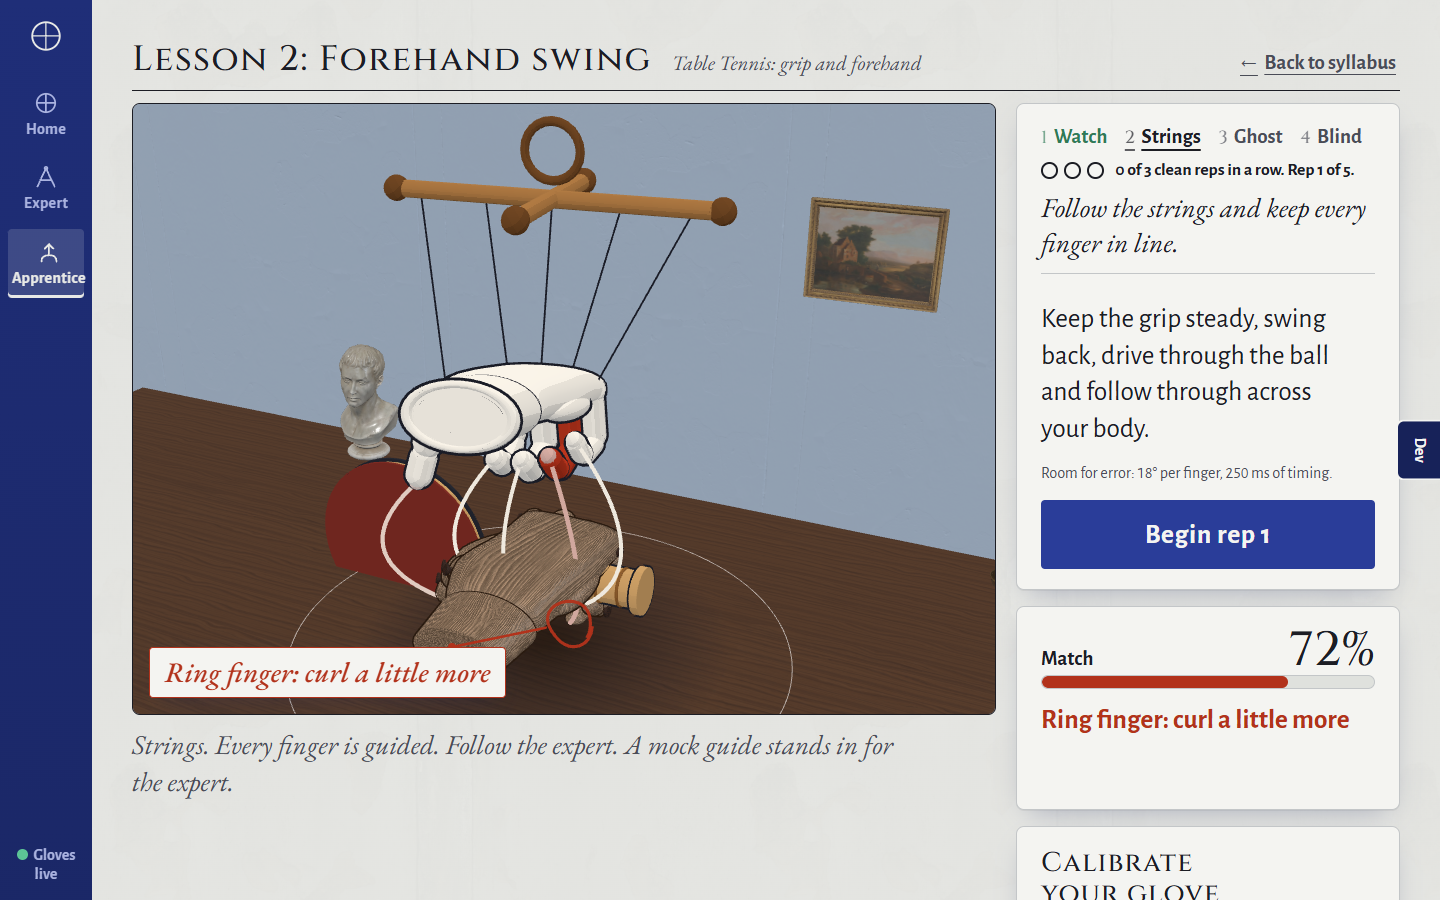 Home
Expert
Apprentice
Gloves
live
Lesson 2: Forehand swing
Table Tennis: grip and forehand
← Back to syllabus
Ring finger: curl a little more
Strings. Every finger is guided. Follow the expert. A mock guide stands in for
the expert.
1 Watch 2 Strings 3 Ghost 4 Blind
0 of 3 clean reps in a row. Rep 1 of 5.
Follow the strings and keep every
finger in line.
Keep the grip steady, swing
back, drive through the ball
and follow through across
your body.
Room for error: 18° per finger, 250 ms of timing.
Begin rep 1
Match 72%
Ring finger: curl a little more
Calibrate
your glove
Dev